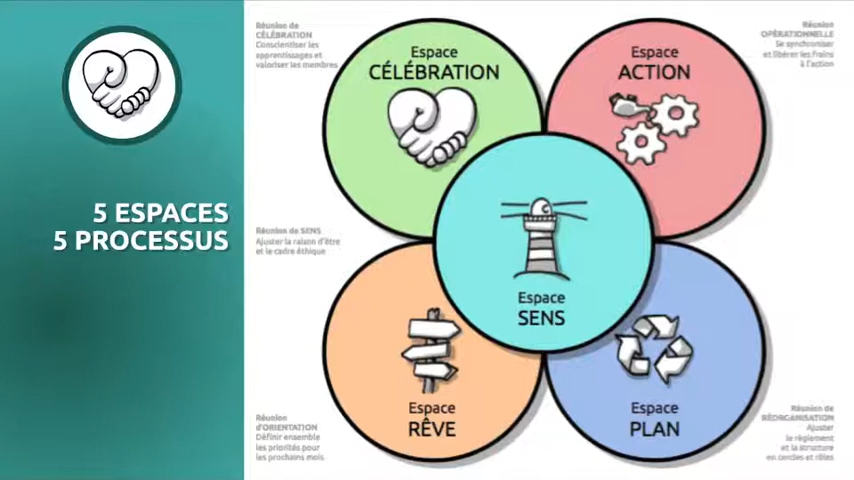 5 ESPACES
5 PROCESSUS
Réunion de
CÉLÉBRATION
Conscientiser les
apprentissages et
valoriser les membres
Espace
CÉLÉBRATION
Espace
ACTION
Réunion
OPÉRATIONNELLE
Se synchroniser
et libérer les freins
à l'action
Réunion de SENS
Ajuster la raison d'être
et le cadre éthique
Espace
SENS
Espace
RÊVE
Espace
PLAN
Réunion
d'ORIENTATION
Définir ensemble
les priorités pour
les prochains mois
Réunion de
RÉORGANISATION
Ajuster
le règlement
et la structure
en cercles et rôles